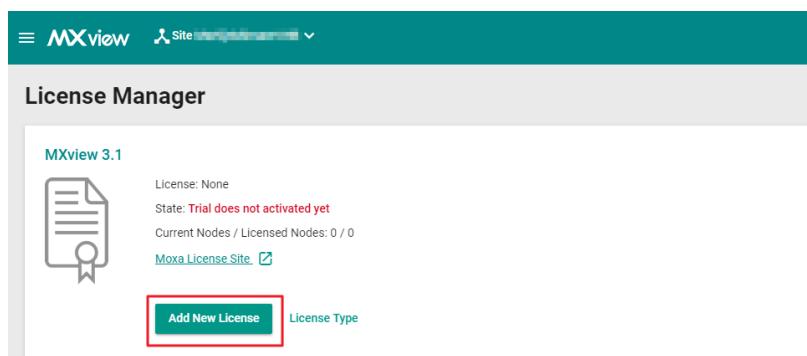 MXview Site
License Manager
MXview 3.1
License: None
State: Trial does not activated yet
Current Nodes / Licensed Nodes: 0 / 0
Moxa License Site
Add New License License Type